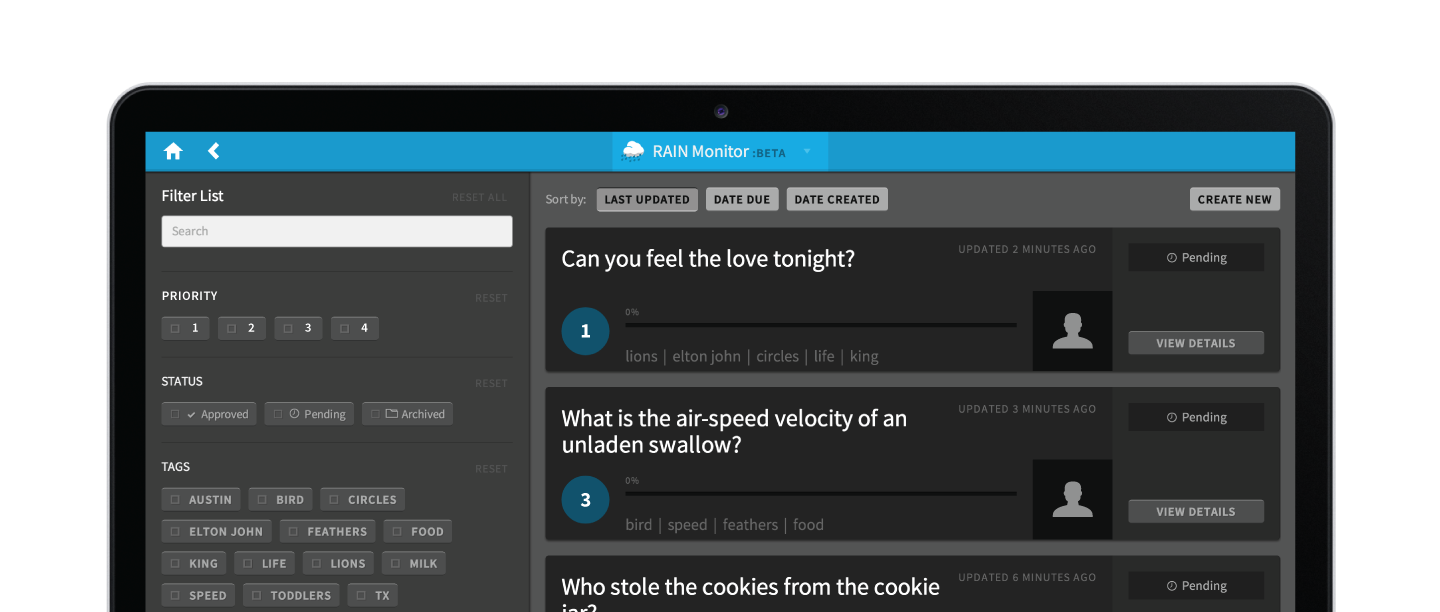 RAIN Monitor :BETA
Filter List
RESET ALL
Search
PRIORITY
RESET
1 2 3 4
STATUS
RESET
Approved Pending Archived
TAGS
RESET
AUSTIN BIRD CIRCLES
ELTON JOHN FEATHERS FOOD
KING LIFE LIONS MILK
SPEED TODDLERS TX
Sort by: LAST UPDATED DATE DUE DATE CREATED
CREATE NEW
Can you feel the love tonight?
UPDATED 2 MINUTES AGO
Pending
1
0%
lions | elton john | circles | life | king
VIEW DETAILS
What is the air-speed velocity of an
unladen swallow?
UPDATED 3 MINUTES AGO
Pending
3
0%
bird | speed | feathers | food
VIEW DETAILS
Who stole the cookies from the cookie
jar?
UPDATED 6 MINUTES AGO
Pending